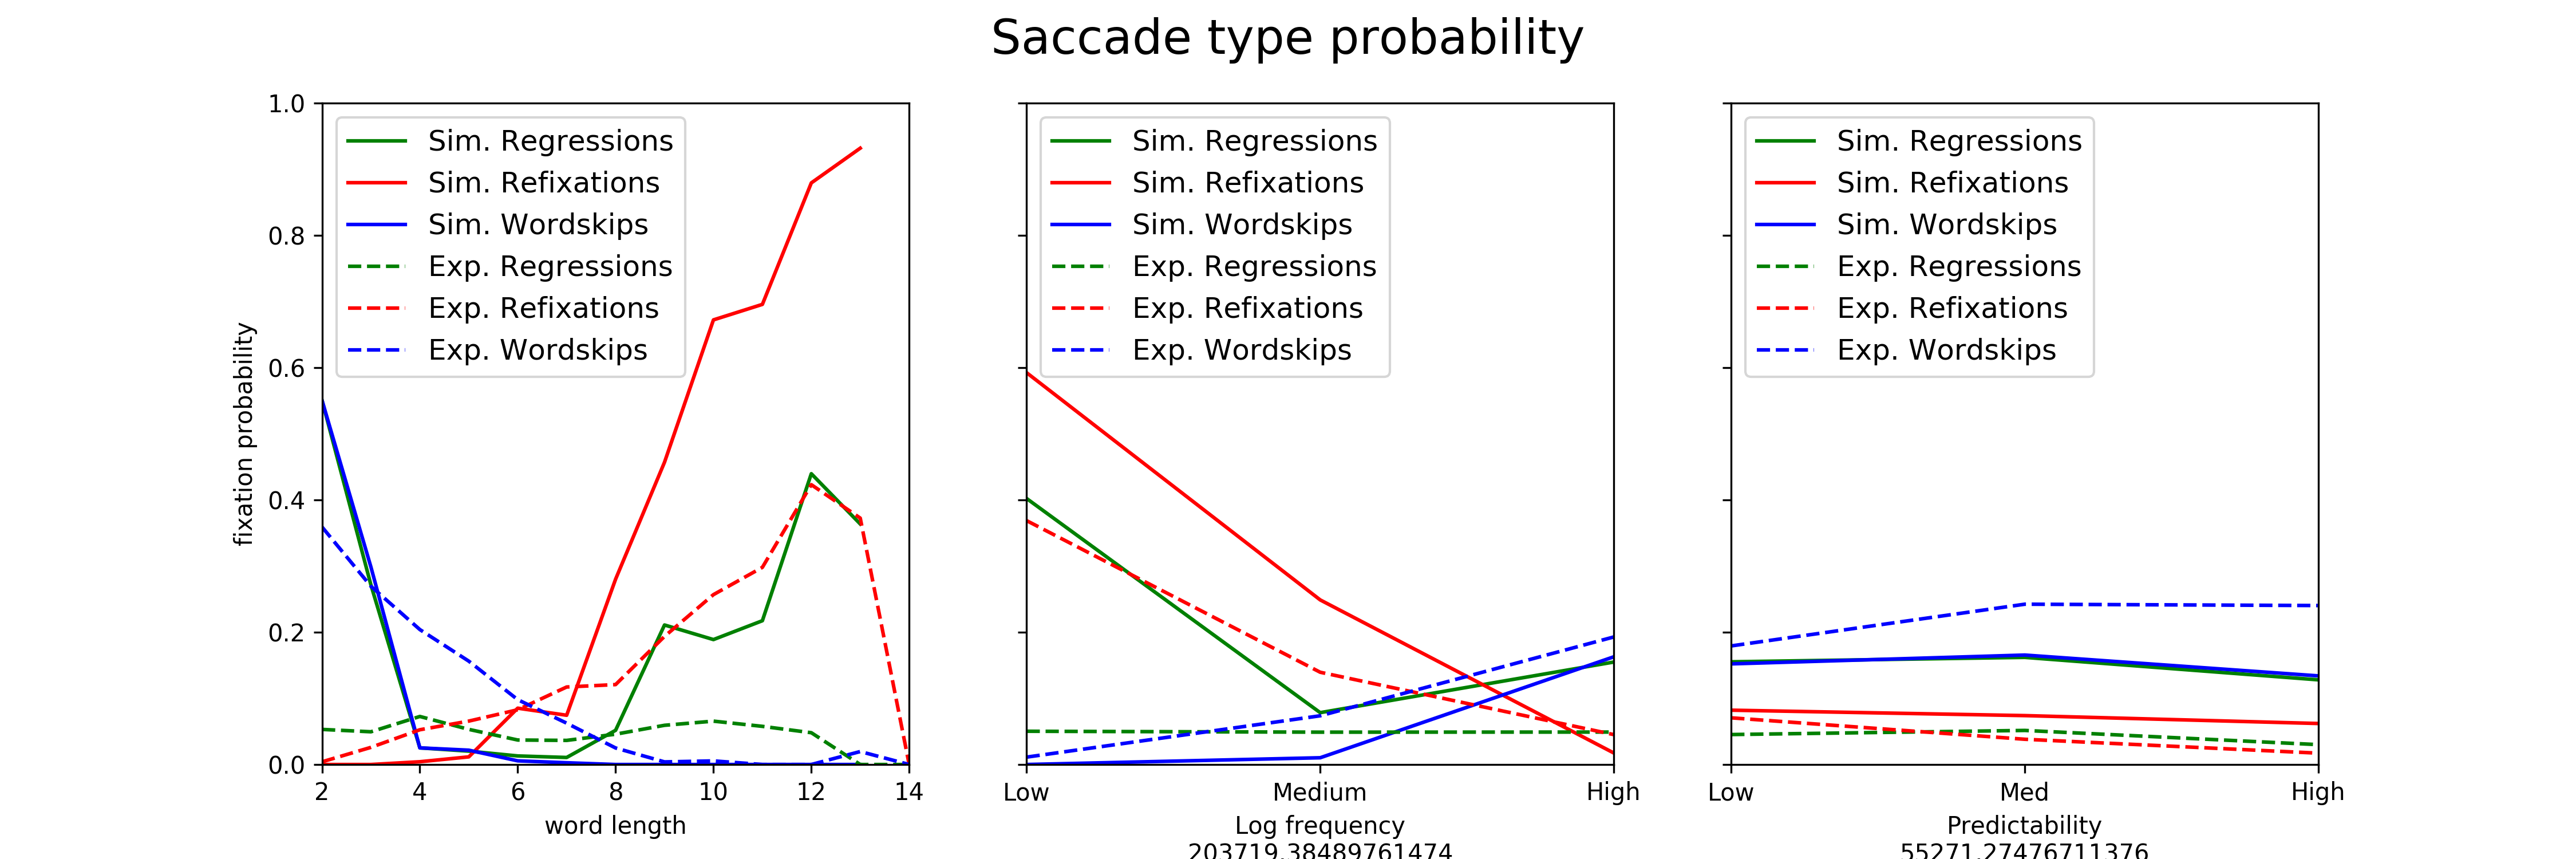 Saccade type probability
fixation probability
1.0
0.8
0.6
0.4
0.2
0.0
Sim. Regressions
Sim. Refixations
Sim. Wordskips
Exp. Regressions
Exp. Refixations
Exp. Wordskips
2 4 6 8 10 12 14
word length
Sim. Regressions
Sim. Refixations
Sim. Wordskips
Exp. Regressions
Exp. Refixations
Exp. Wordskips
Low Medium High
Log frequency
203719.38489761474
Sim. Regressions
Sim. Refixations
Sim. Wordskips
Exp. Regressions
Exp. Refixations
Exp. Wordskips
Low Med High
Predictability
55271.27476711376